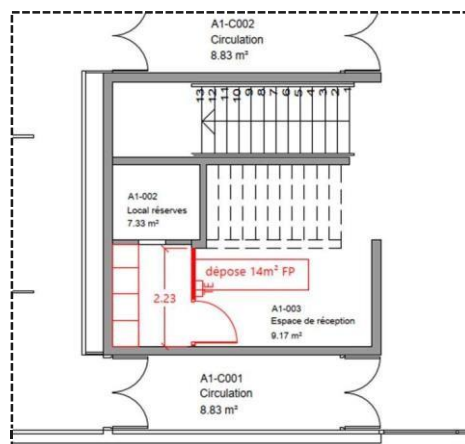 A1-C002
Circulation
8.83 m²
13 12 11 10 9 8 7 6 5 4 3 2 1
A1-002
Local réserves
7.33 m²
dépose 14m² FP
2.23
TE
A1-003
Espace de réception
9.17 m²
A1-C001
Circulation
8.83 m²